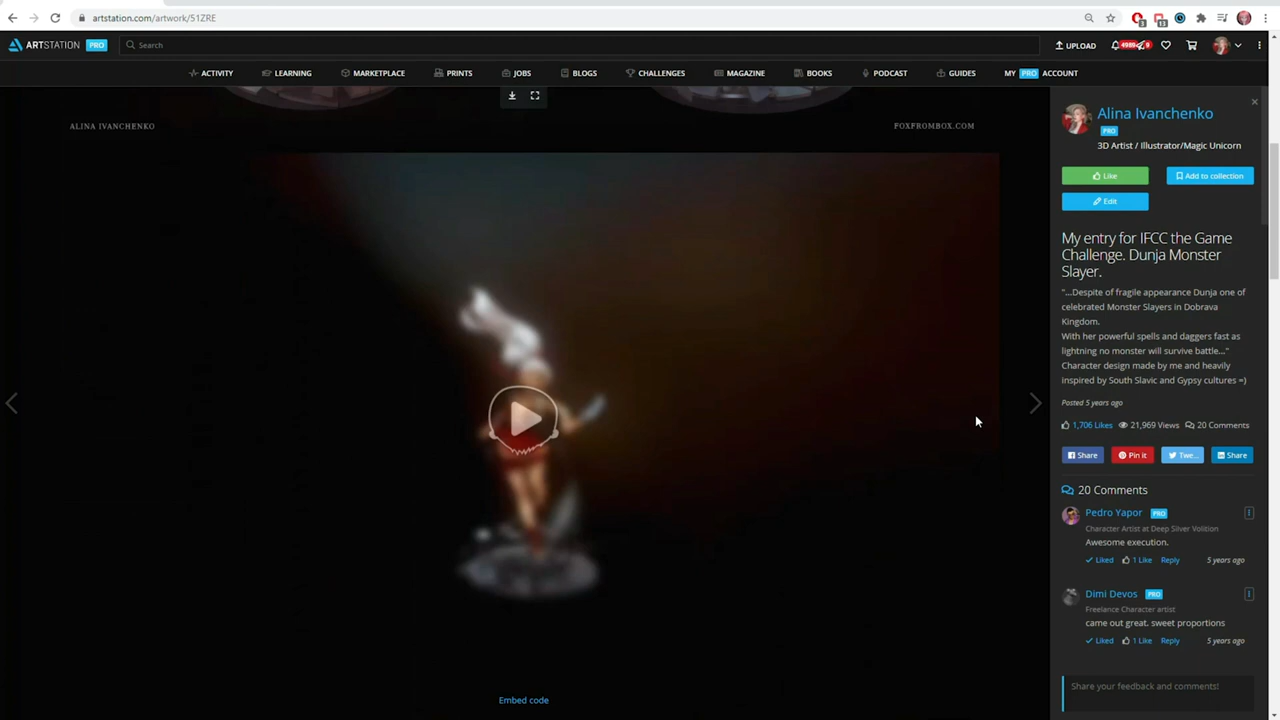 artstation.com/artwork/51ZRE
3
13
ARTSTATION PRO
Search
UPLOAD
4989
9
ACTIVITY
LEARNING
MARKETPLACE
PRINTS
JOBS
BLOGS
CHALLENGES
MAGAZINE
BOOKS
PODCAST
GUIDES
MY PRO ACCOUNT
ALINA IVANCHENKO
FOXFROMBOX.COM
Embed code
Alina Ivanchenko
PRO
3D Artist / Illustrator/Magic Unicorn
Like
Add to collection
Edit
My entry for IFCC the Game
Challenge. Dunja Monster
Slayer.
"...Despite of fragile appearance Dunja one of
celebrated Monster Slayers in Dobrava
Kingdom.
With her powerful spells and daggers fast as
lightning no monster will survive battle..."
Character design made by me and heavily
inspired by South Slavic and Gypsy cultures =)
Posted 5 years ago
1,706 Likes 21,969 Views 20 Comments
Share
Pin it
Twe...
Share
20 Comments
Pedro Yapor PRO
Character Artist at Deep Silver Volition
Awesome execution.
Liked 1 Like Reply 5 years ago
Dimi Devos PRO
Freelance Character artist
came out great. sweet proportions
Liked 1 Like Reply 5 years ago
Share your feedback and comments!